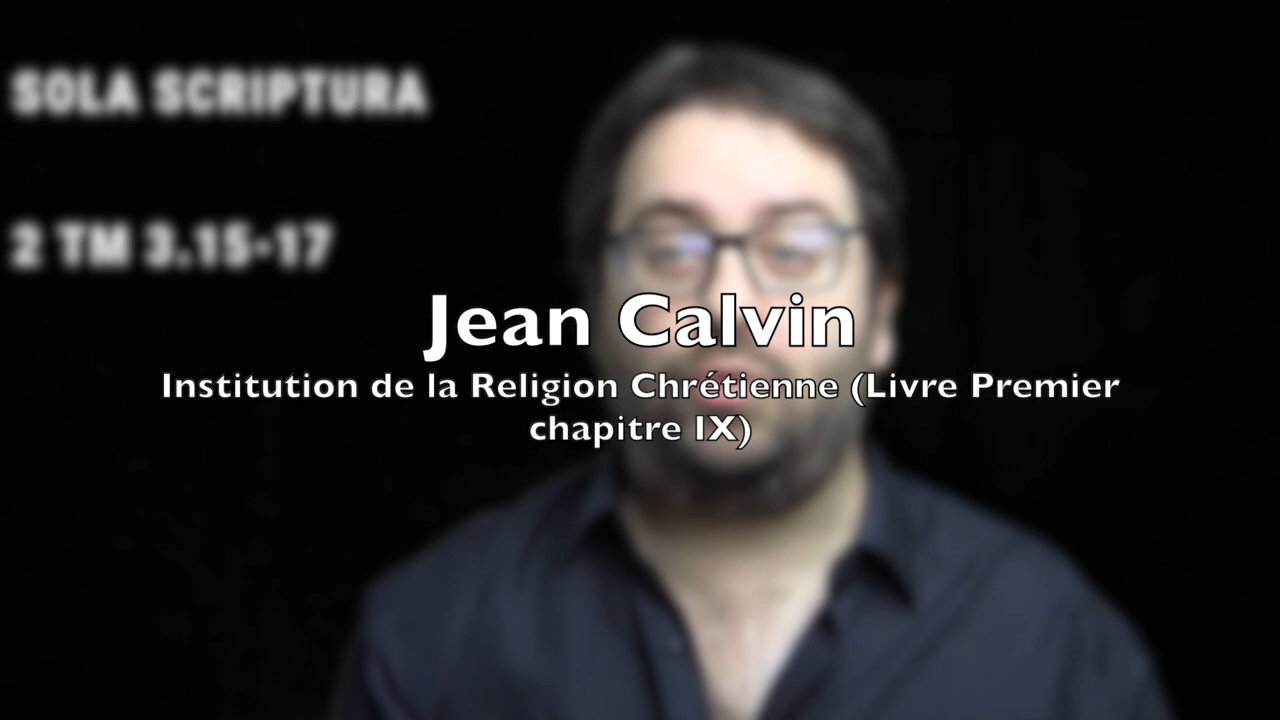 SOLA SCRIPTURA
2 TM 3.15-17
Jean Calvin
Institution de la Religion Chrétienne (Livre Premier
chapitre IX)